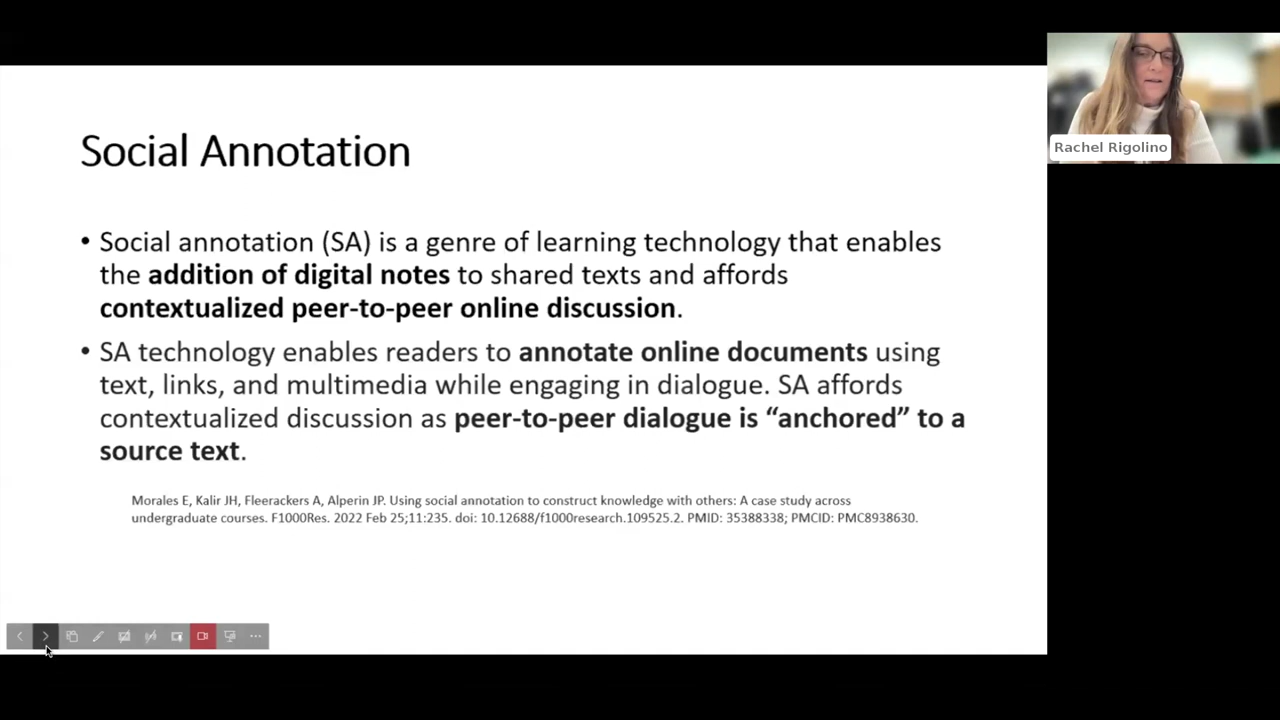 Social Annotation
• Social annotation (SA) is a genre of learning technology that enables
the addition of digital notes to shared texts and affords
contextualized peer-to-peer online discussion.
• SA technology enables readers to annotate online documents using
text, links, and multimedia while engaging in dialogue. SA affords
contextualized discussion as peer-to-peer dialogue is “anchored” to a
source text.
Morales E, Kalir JH, Fleerackers A, Alperin JP. Using social annotation to construct knowledge with others: A case study across
undergraduate courses. F1000Res. 2022 Feb 25;11:235. doi: 10.12688/f1000research.109525.2. PMID: 35388338; PMCID: PMC8938630.
Rachel Rigolino